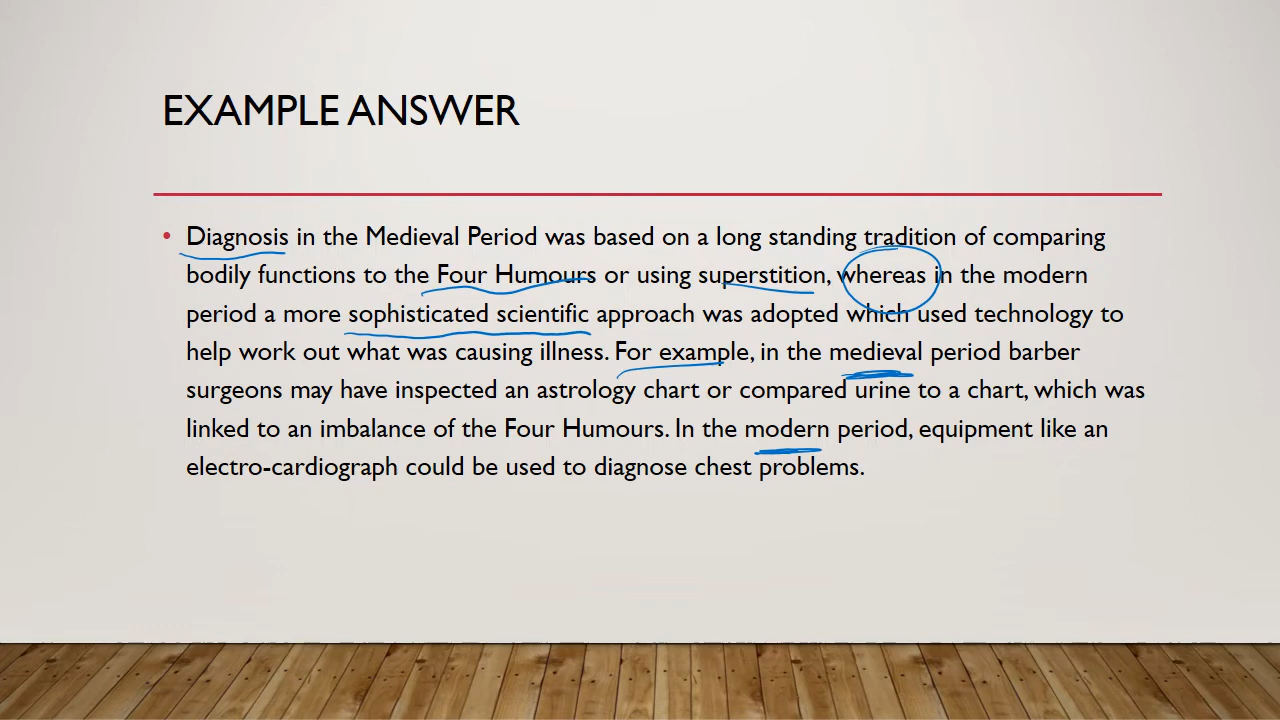 EXAMPLE ANSWER
• Diagnosis in the Medieval Period was based on a long standing tradition of comparing
bodily functions to the Four Humours or using superstition, whereas in the modern
period a more sophisticated scientific approach was adopted which used technology to
help work out what was causing illness. For example, in the medieval period barber
surgeons may have inspected an astrology chart or compared urine to a chart, which was
linked to an imbalance of the Four Humours. In the modern period, equipment like an
electro-cardiograph could be used to diagnose chest problems.